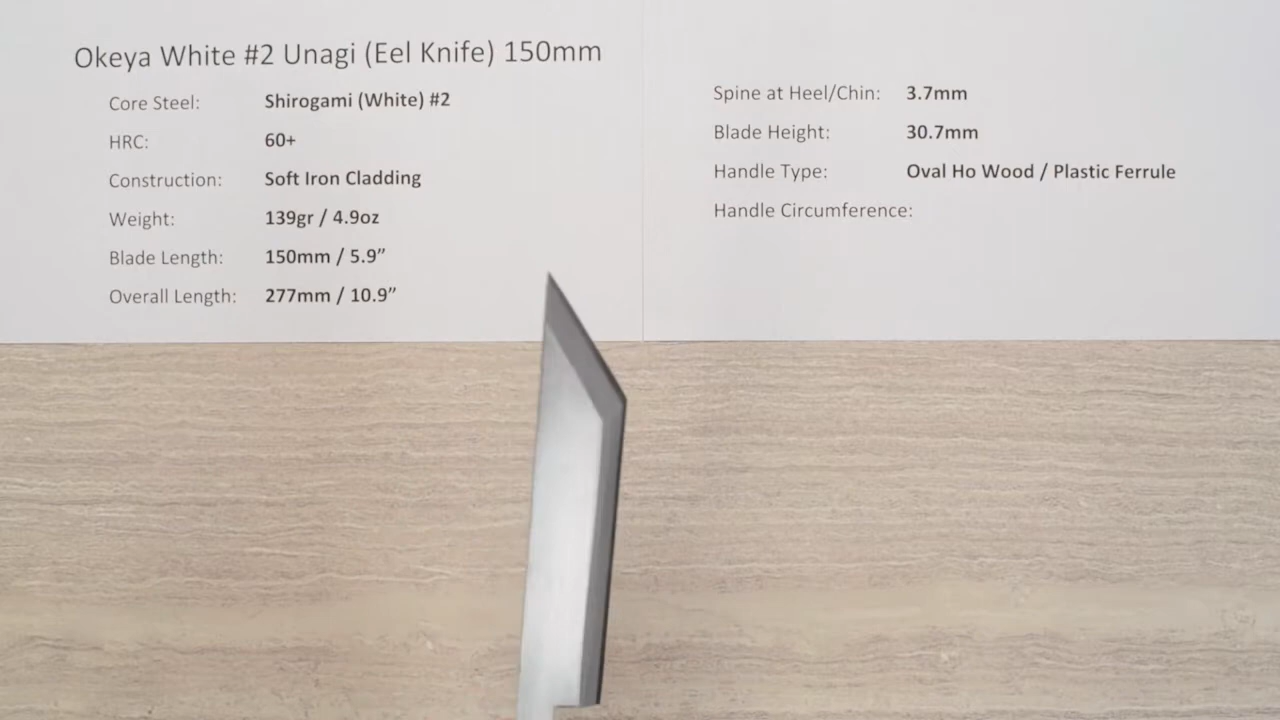 Okeya White #2 Unagi (Eel Knife) 150mm
Core Steel: Shirogami (White) #2
HRC: 60+
Construction: Soft Iron Cladding
Weight: 139gr / 4.9oz
Blade Length: 150mm / 5.9”
Overall Length: 277mm / 10.9”
Spine at Heel/Chin: 3.7mm
Blade Height: 30.7mm
Handle Type: Oval Ho Wood / Plastic Ferrule
Handle Circumference: